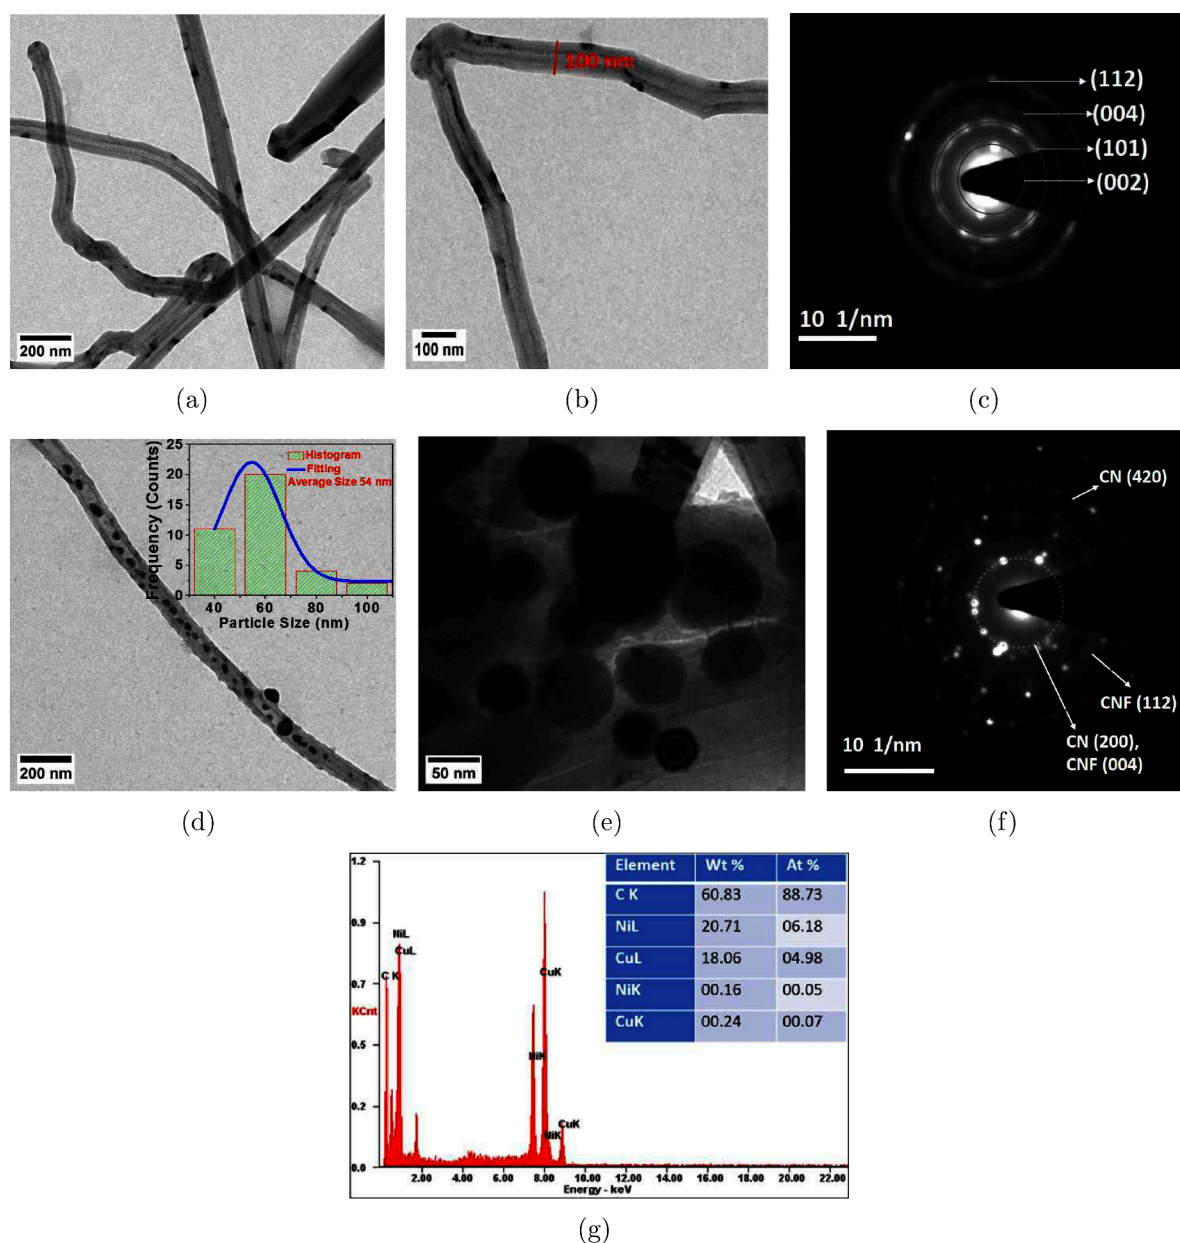 200 nm
(a)
100 nm
100 nm
(b)
(112)
(004)
(101)
(002)
10 1/nm
(c)
25
20
15
10
5
0
Frequency (Counts)
Histogram
Fitting
Average Size 54 nm
40 60 80 100
Particle Size (nm)
200 nm
(d)
50 nm
(e)
CN (420)
CNF (112)
CN (200),
CNF (004)
10 1/nm
(f)
1.2
0.9
0.7
KCnt
0.5
0.2
0.0
C K
NiL
CuL
NiK
CuK
NiK
CuK
2.00 4.00 6.00 8.00 10.00 12.00 14.00 16.00 18.00 20.00 22.00
Energy - keV
Element Wt % At %
C K 60.83 88.73
NiL 20.71 06.18
CuL 18.06 04.98
NiK 00.16 00.05
CuK 00.24 00.07
(g)